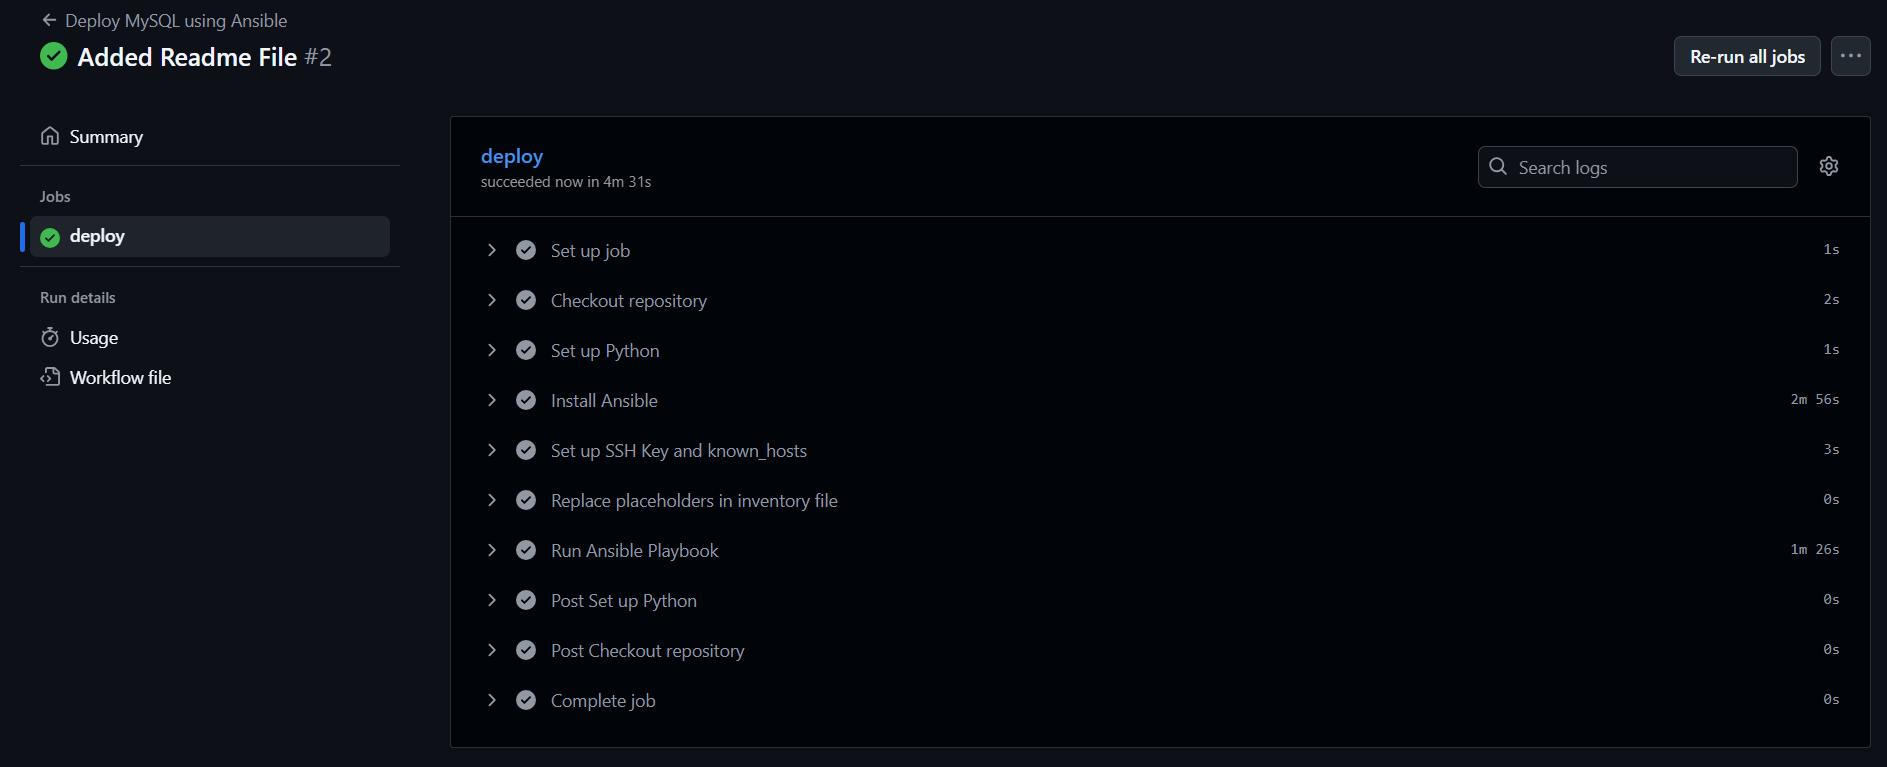 Deploy MySQL using Ansible
Added Readme File #2
Re-run all jobs
Summary
Jobs
deploy
Run details
Usage
Workflow file
deploy
succeeded now in 4m 31s
Search logs
Set up job 1s
Checkout repository 2s
Set up Python 1s
Install Ansible 2m 56s
Set up SSH Key and known_hosts 3s
Replace placeholders in inventory file 0s
Run Ansible Playbook 1m 26s
Post Set up Python 0s
Post Checkout repository 0s
Complete job 0s